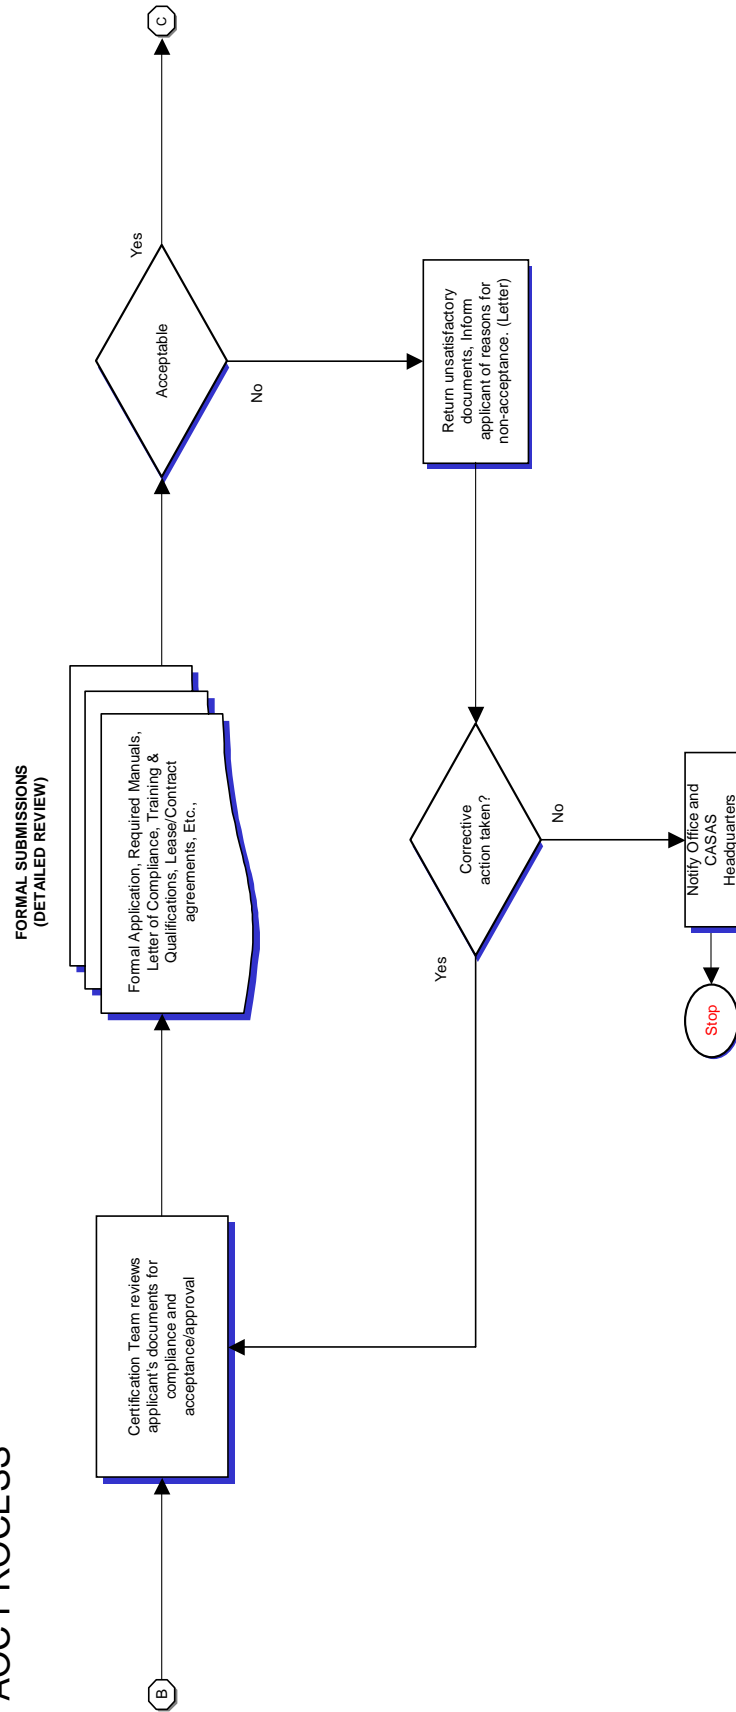 AOC PROCESS
FORMAL SUBMISSIONS
(DETAILED REVIEW)
B
Certification Team reviews
applicant's documents for
compliance and
acceptance/approval
Formal Application, Required Manuals,
Letter of Compliance, Training &
Qualifications, Lease/Contract
agreements, Etc.,
Acceptable
Yes
C
No
Return unsatisfactory
documents, Inform
applicant of reasons for
non-acceptance. (Letter)
Corrective
action taken?
Yes
No
Notify Office and
CASAS
Headquarters
Stop